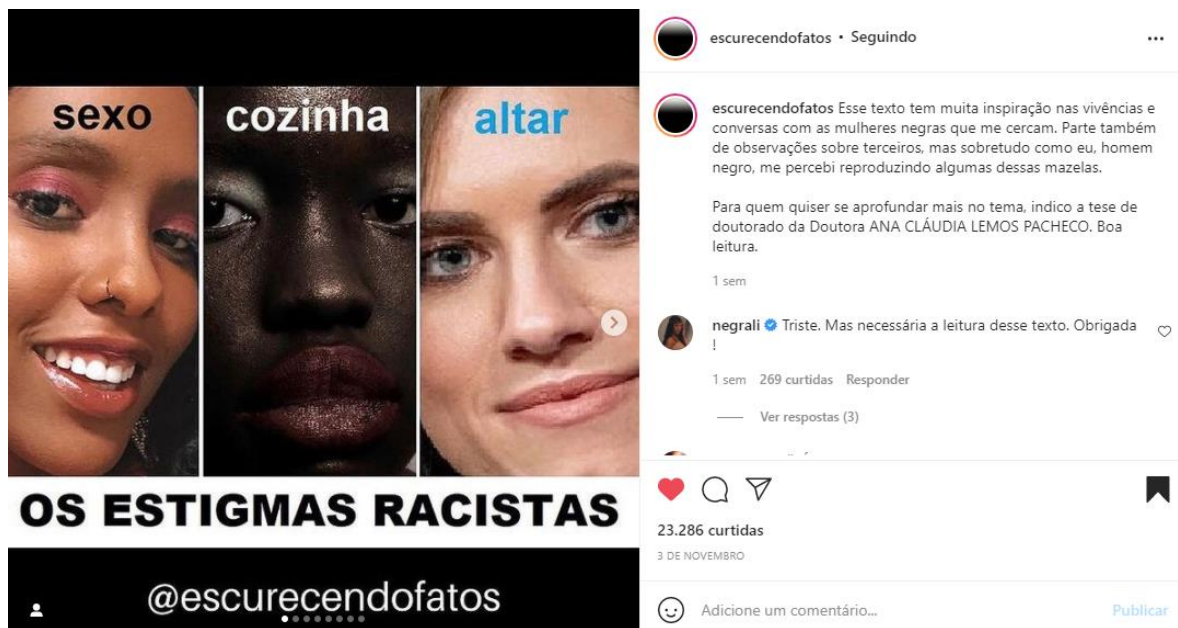 sexo
cozinha
altar
OS ESTIGMAS RACISTAS
@escurecendofatos
escurecendofatos • Seguindo
escurecendofatos Esse texto tem muita inspiração nas vivências e
conversas com as mulheres negras que me cercam. Parte também
de observações sobre terceiros, mas sobretudo como eu, homem
negro, me percebi reproduzindo algumas dessas mazelas.
Para quem quiser se aprofundar mais no tema, indico a tese de
doutorado da Doutora ANA CLÁUDIA LEMOS PACHECO. Boa
leitura.
1 sem
negrali Triste. Mas necessária a leitura desse texto. Obrigada
!
1 sem 269 curtidas Responder
Ver respostas (3)
23.286 curtidas
3 DE NOVEMBRO
Adicione um comentário... Publicar